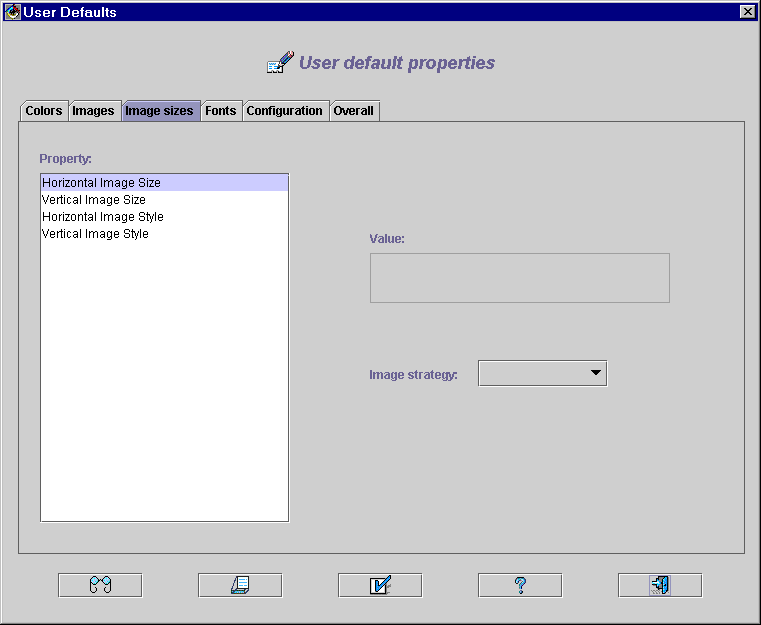 User Defaults
User default properties
Colors Images Image sizes Fonts Configuration Overall
Property:
Horizontal Image Size
Vertical Image Size
Horizontal Image Style
Vertical Image Style
Value:
Image strategy: